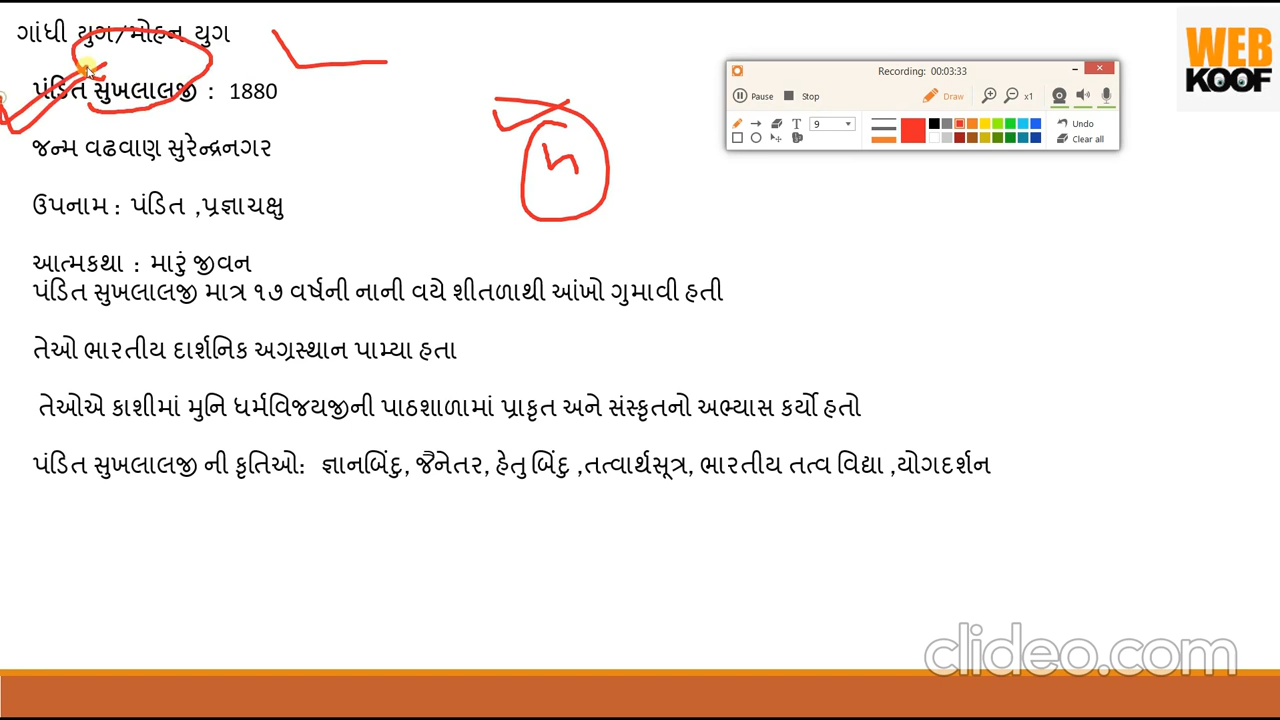 ગાંધી યુગ/મોહન યુગ
પંડિત સુખલાલજી : 1880
જન્મ વઢવાણ સુરેન્દ્રનગર
ઉપનામ : પંડિત ,પ્રજ્ઞાચક્ષુ
આત્મકથા : મારું જીવન
પંડિત સુખલાલજી માત્ર ૧૭ વર્ષની નાની વયે શીતળાથી આંખો ગુમાવી હતી
તેઓ ભારતીય દાર્શનિક અગ્રસ્થાન પામ્યા હતા
તેઓએ કાશીમાં મુનિ ધર્મવિજયજીની પાઠશાળામાં પ્રાકૃત અને સંસ્કૃતનો અભ્યાસ કર્યો હતો
પંડિત સુખલાલજી ની કૃતિઓ: જ્ઞાનબિંદુ, જૈનેતર, હેતુ બિંદુ ,તત્વાર્થસૂત્ર, ભારતીય તત્વ વિદ્યા ,યોગદર્શન
WEB
KOOF
Recording: 00:03:33
Pause Stop Draw x1
T 9 Undo
Clear all
clideo.com